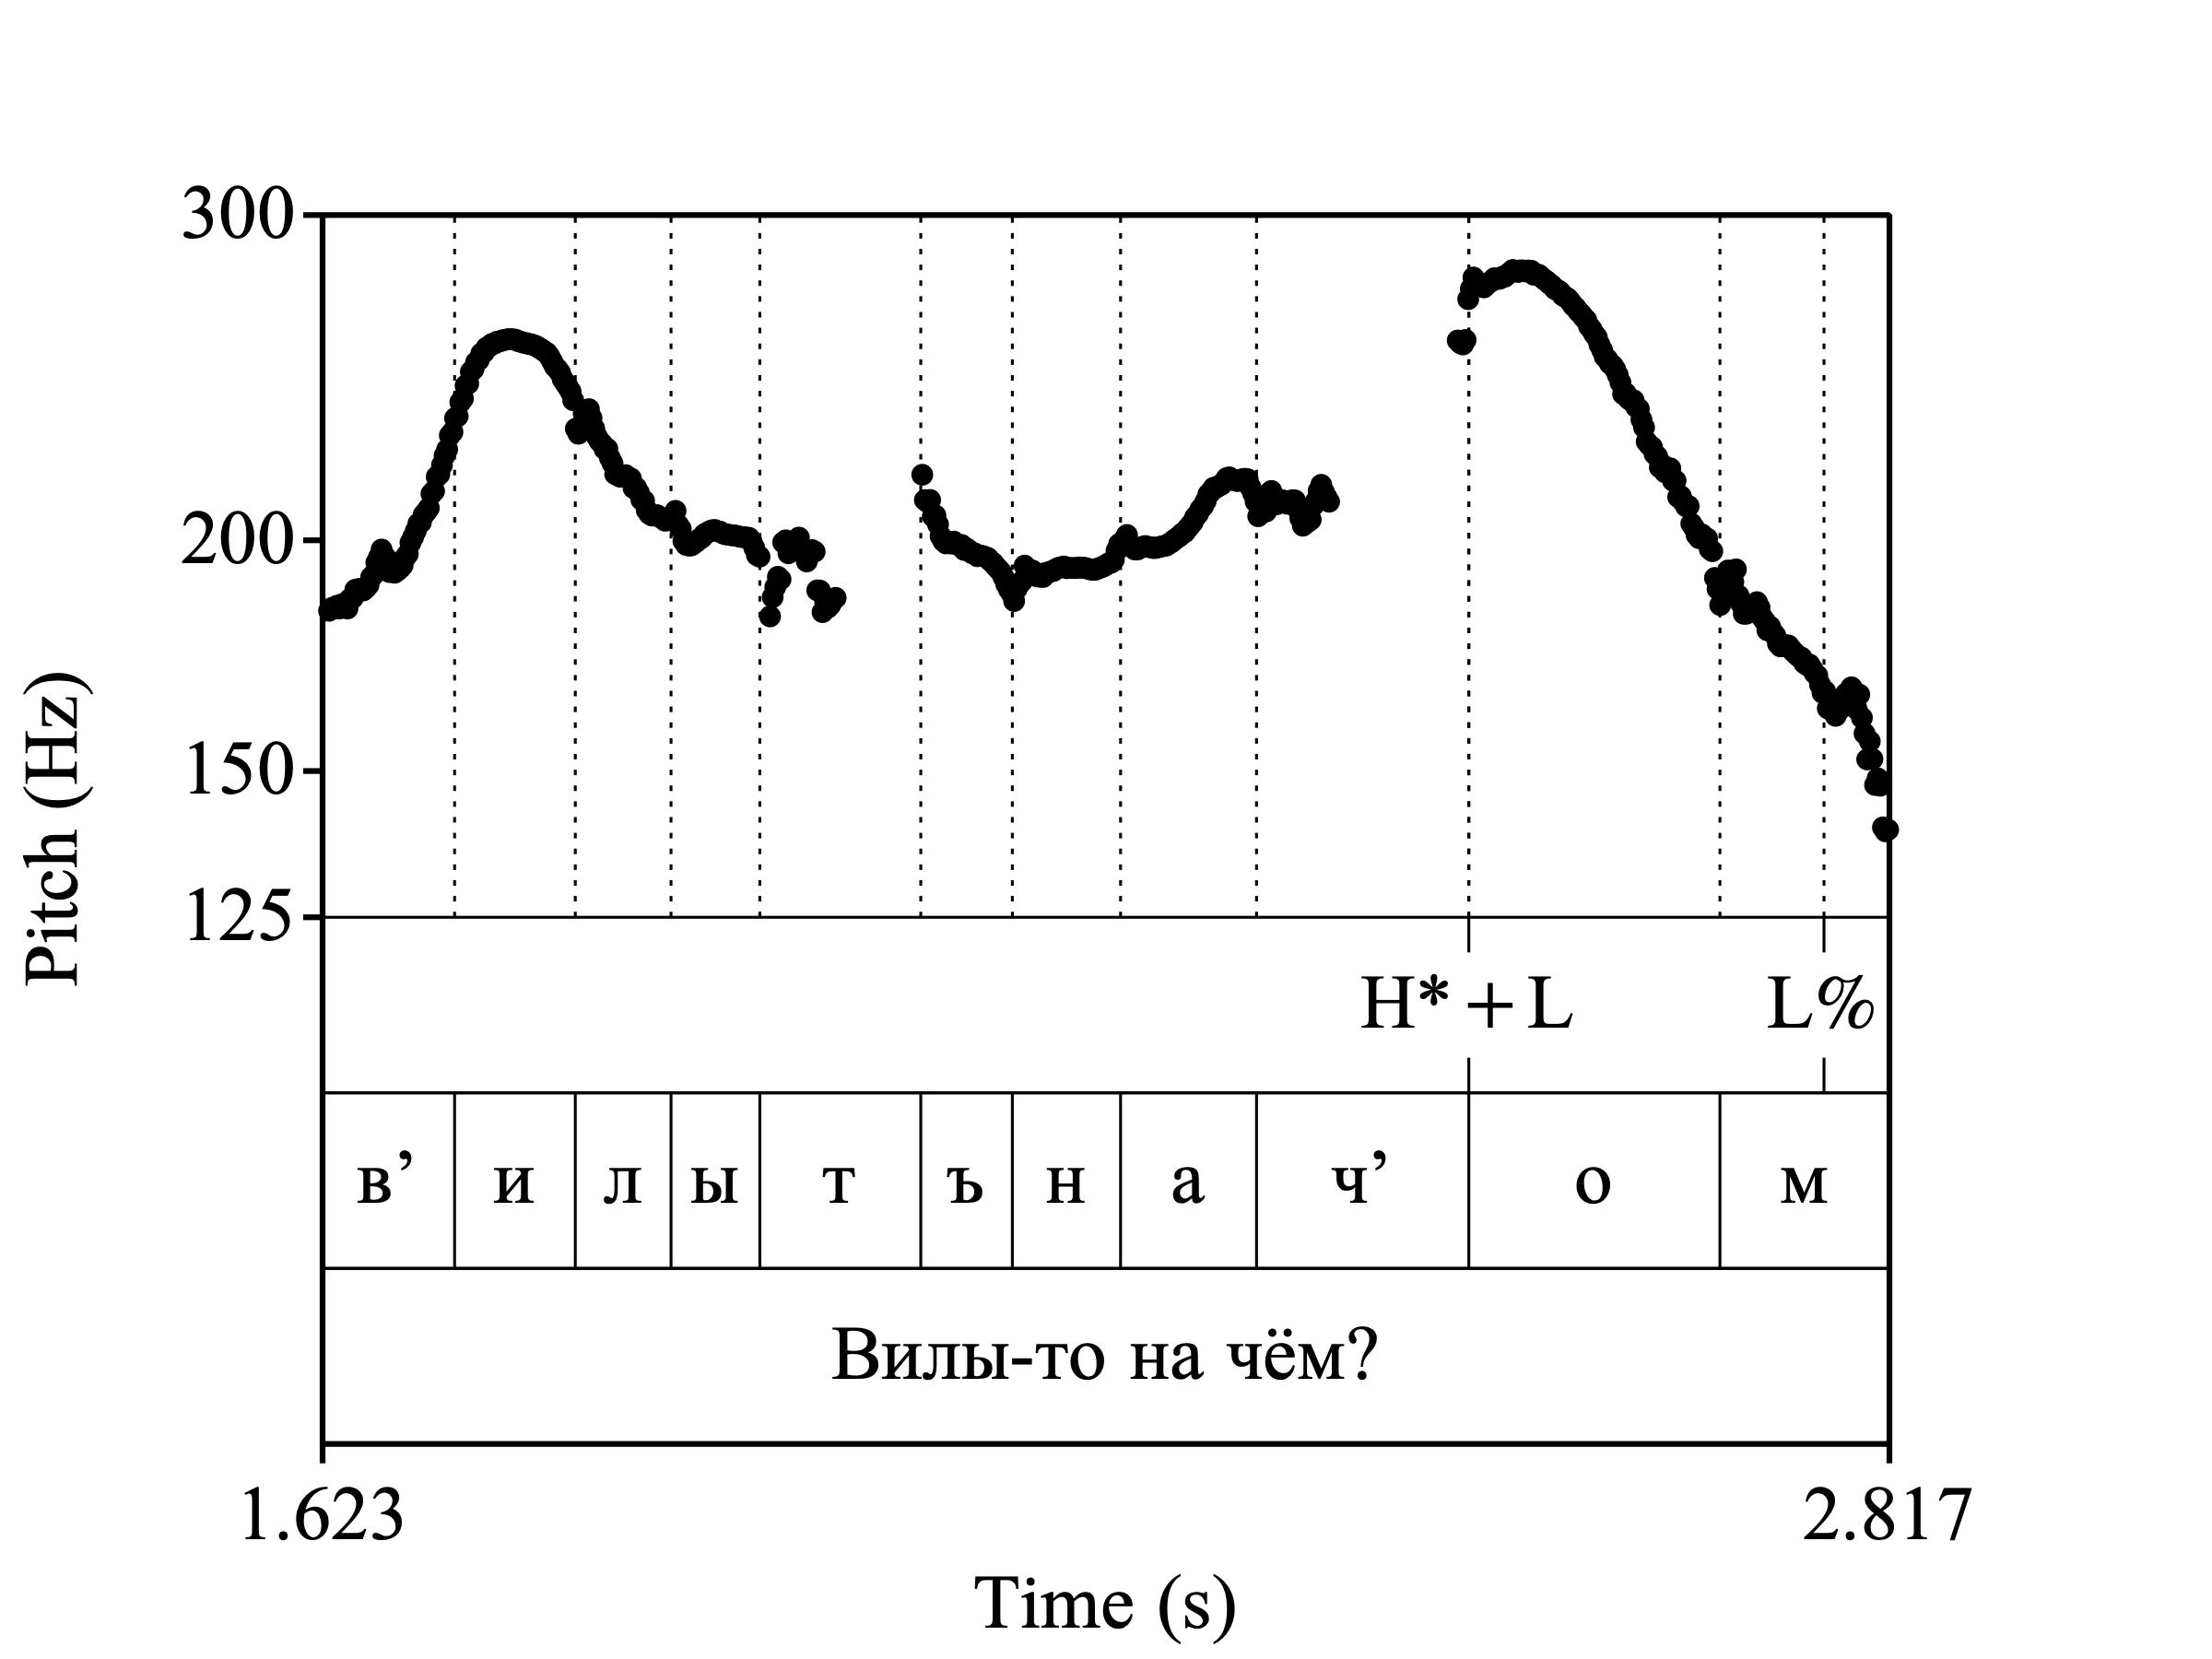 Pitch (Hz)
300
200
150
125
H* + L L%
в’ и л ы т ъ н а ч’ о м
Вилы-то на чём?
1.623 2.817
Time (s)